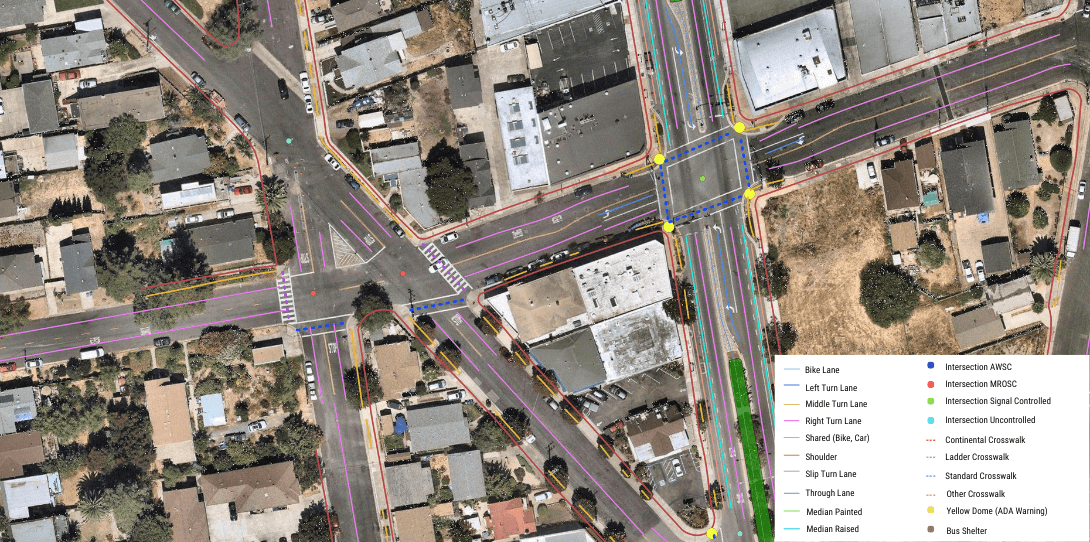 Bike Lane
Left Turn Lane
Middle Turn Lane
Right Turn Lane
Shared (Bike, Car)
Shoulder
Slip Turn Lane
Through Lane
Median Painted
Median Raised
Intersection AWSC
Intersection MROSC
Intersection Signal Controlled
Intersection Uncontrolled
Continental Crosswalk
Ladder Crosswalk
Standard Crosswalk
Other Crosswalk
Yellow Dome (ADA Warning)
Bus Shelter